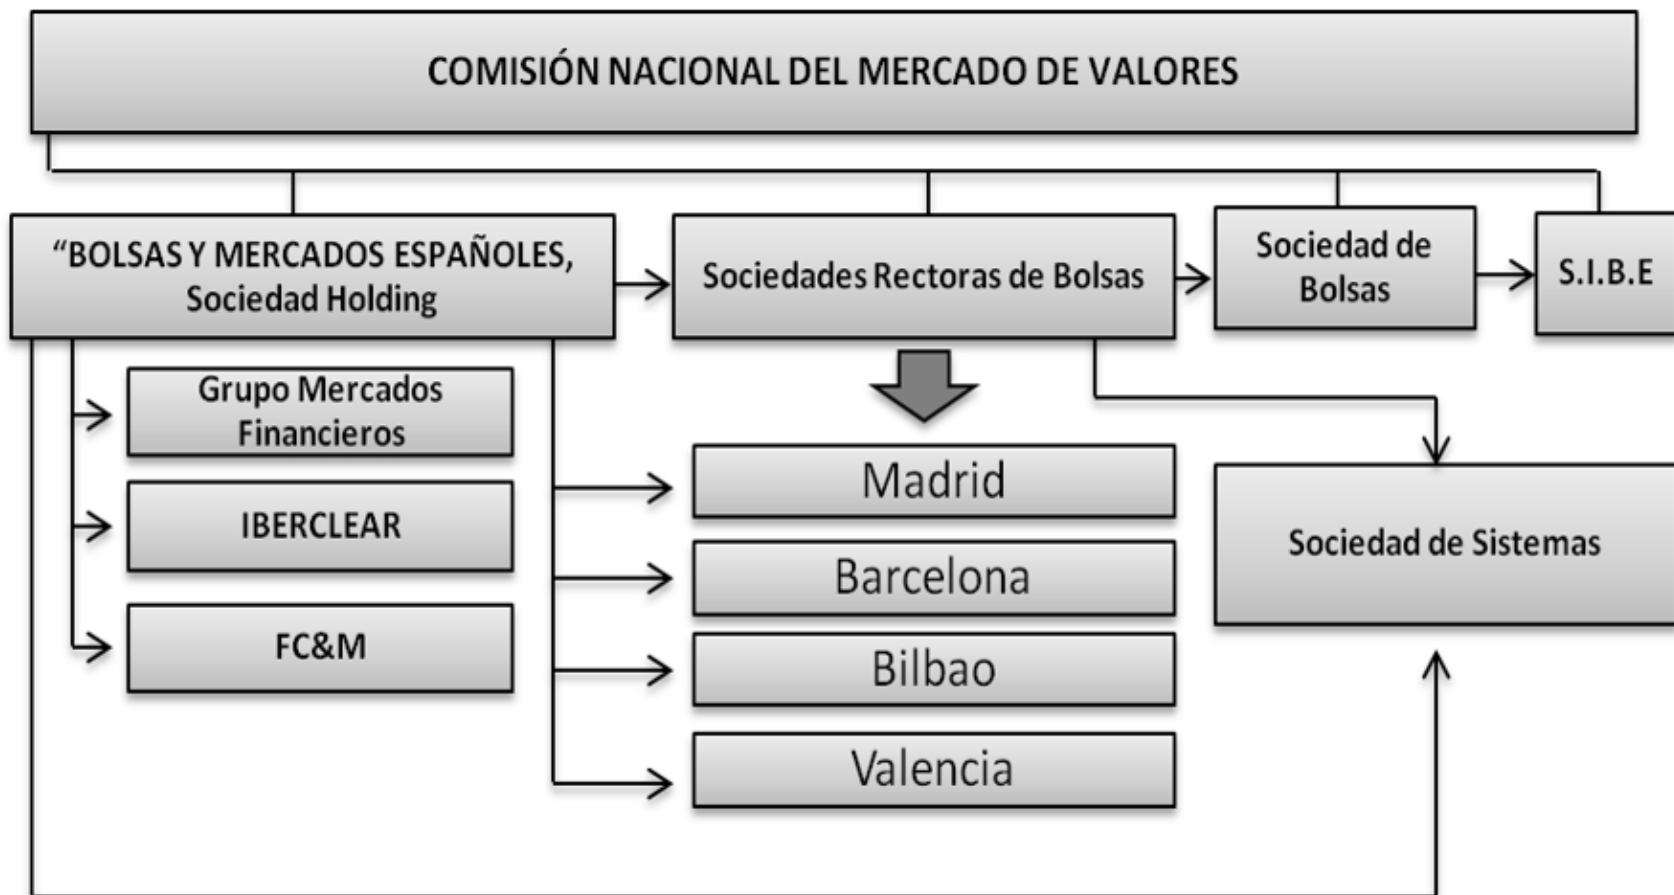 COMISIÓN NACIONAL DEL MERCADO DE VALORES
“BOLSAS Y MERCADOS ESPAÑOLES,
Sociedad Holding
Sociedades Rectoras de Bolsas
Sociedad de
Bolsas
S.I.B.E
Grupo Mercados
Financieros
IBERCLEAR
FC&M
Madrid
Barcelona
Bilbao
Valencia
Sociedad de Sistemas